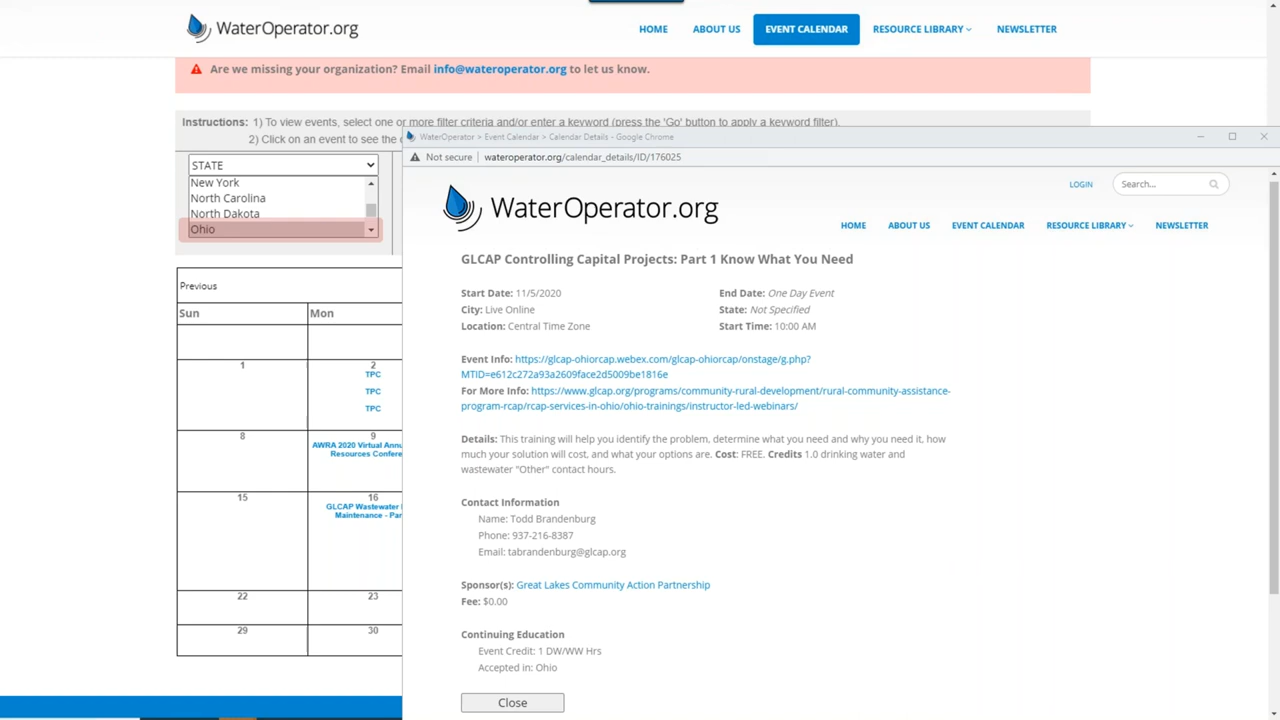 WaterOperator.org
HOME
ABOUT US
EVENT CALENDAR
RESOURCE LIBRARY
NEWSLETTER
Are we missing your organization? Email info@wateroperator.org to let us know.
Instructions: 1) To view events, select one or more filter criteria and/or enter a keyword (press the 'Go' button to apply a keyword filter).
2) Click on an event to see the
STATE
New York
North Carolina
North Dakota
Ohio
Previous
Sun
Mon
1
2
TPC
TPC
TPC
8
9
AWRA 2020 Virtual Annu
Resources Confere
15
16
GLCAP Wastewater
Maintenance - Par
22
23
29
30
WaterOperator > Event Calendar > Calendar Details - Google Chrome
Not secure
wateroperator.org/calendar_details/ID/176025
LOGIN
Search...
WaterOperator.org
HOME
ABOUT US
EVENT CALENDAR
RESOURCE LIBRARY
NEWSLETTER
GLCAP Controlling Capital Projects: Part 1 Know What You Need
Start Date: 11/5/2020
End Date: One Day Event
City: Live Online
State: Not Specified
Location: Central Time Zone
Start Time: 10:00 AM
Event Info: https://glcap-ohiorcap.webex.com/glcap-ohiorcap/onstage/g.php?
MTID=e612c272a93a2609face2d5009be1816e
For More Info: https://www.glcap.org/programs/community-rural-development/rural-community-assistance-
program-rcap/rcap-services-in-ohio/ohio-trainings/instructor-led-webinars/
Details: This training will help you identify the problem, determine what you need and why you need it, how
much your solution will cost, and what your options are. Cost: FREE. Credits 1.0 drinking water and
wastewater "Other" contact hours.
Contact Information
Name: Todd Brandenburg
Phone: 937-216-8387
Email: tabrandenburg@glcap.org
Sponsor(s): Great Lakes Community Action Partnership
Fee: $0.00
Continuing Education
Event Credit: 1 DW/WW Hrs
Accepted in: Ohio
Close